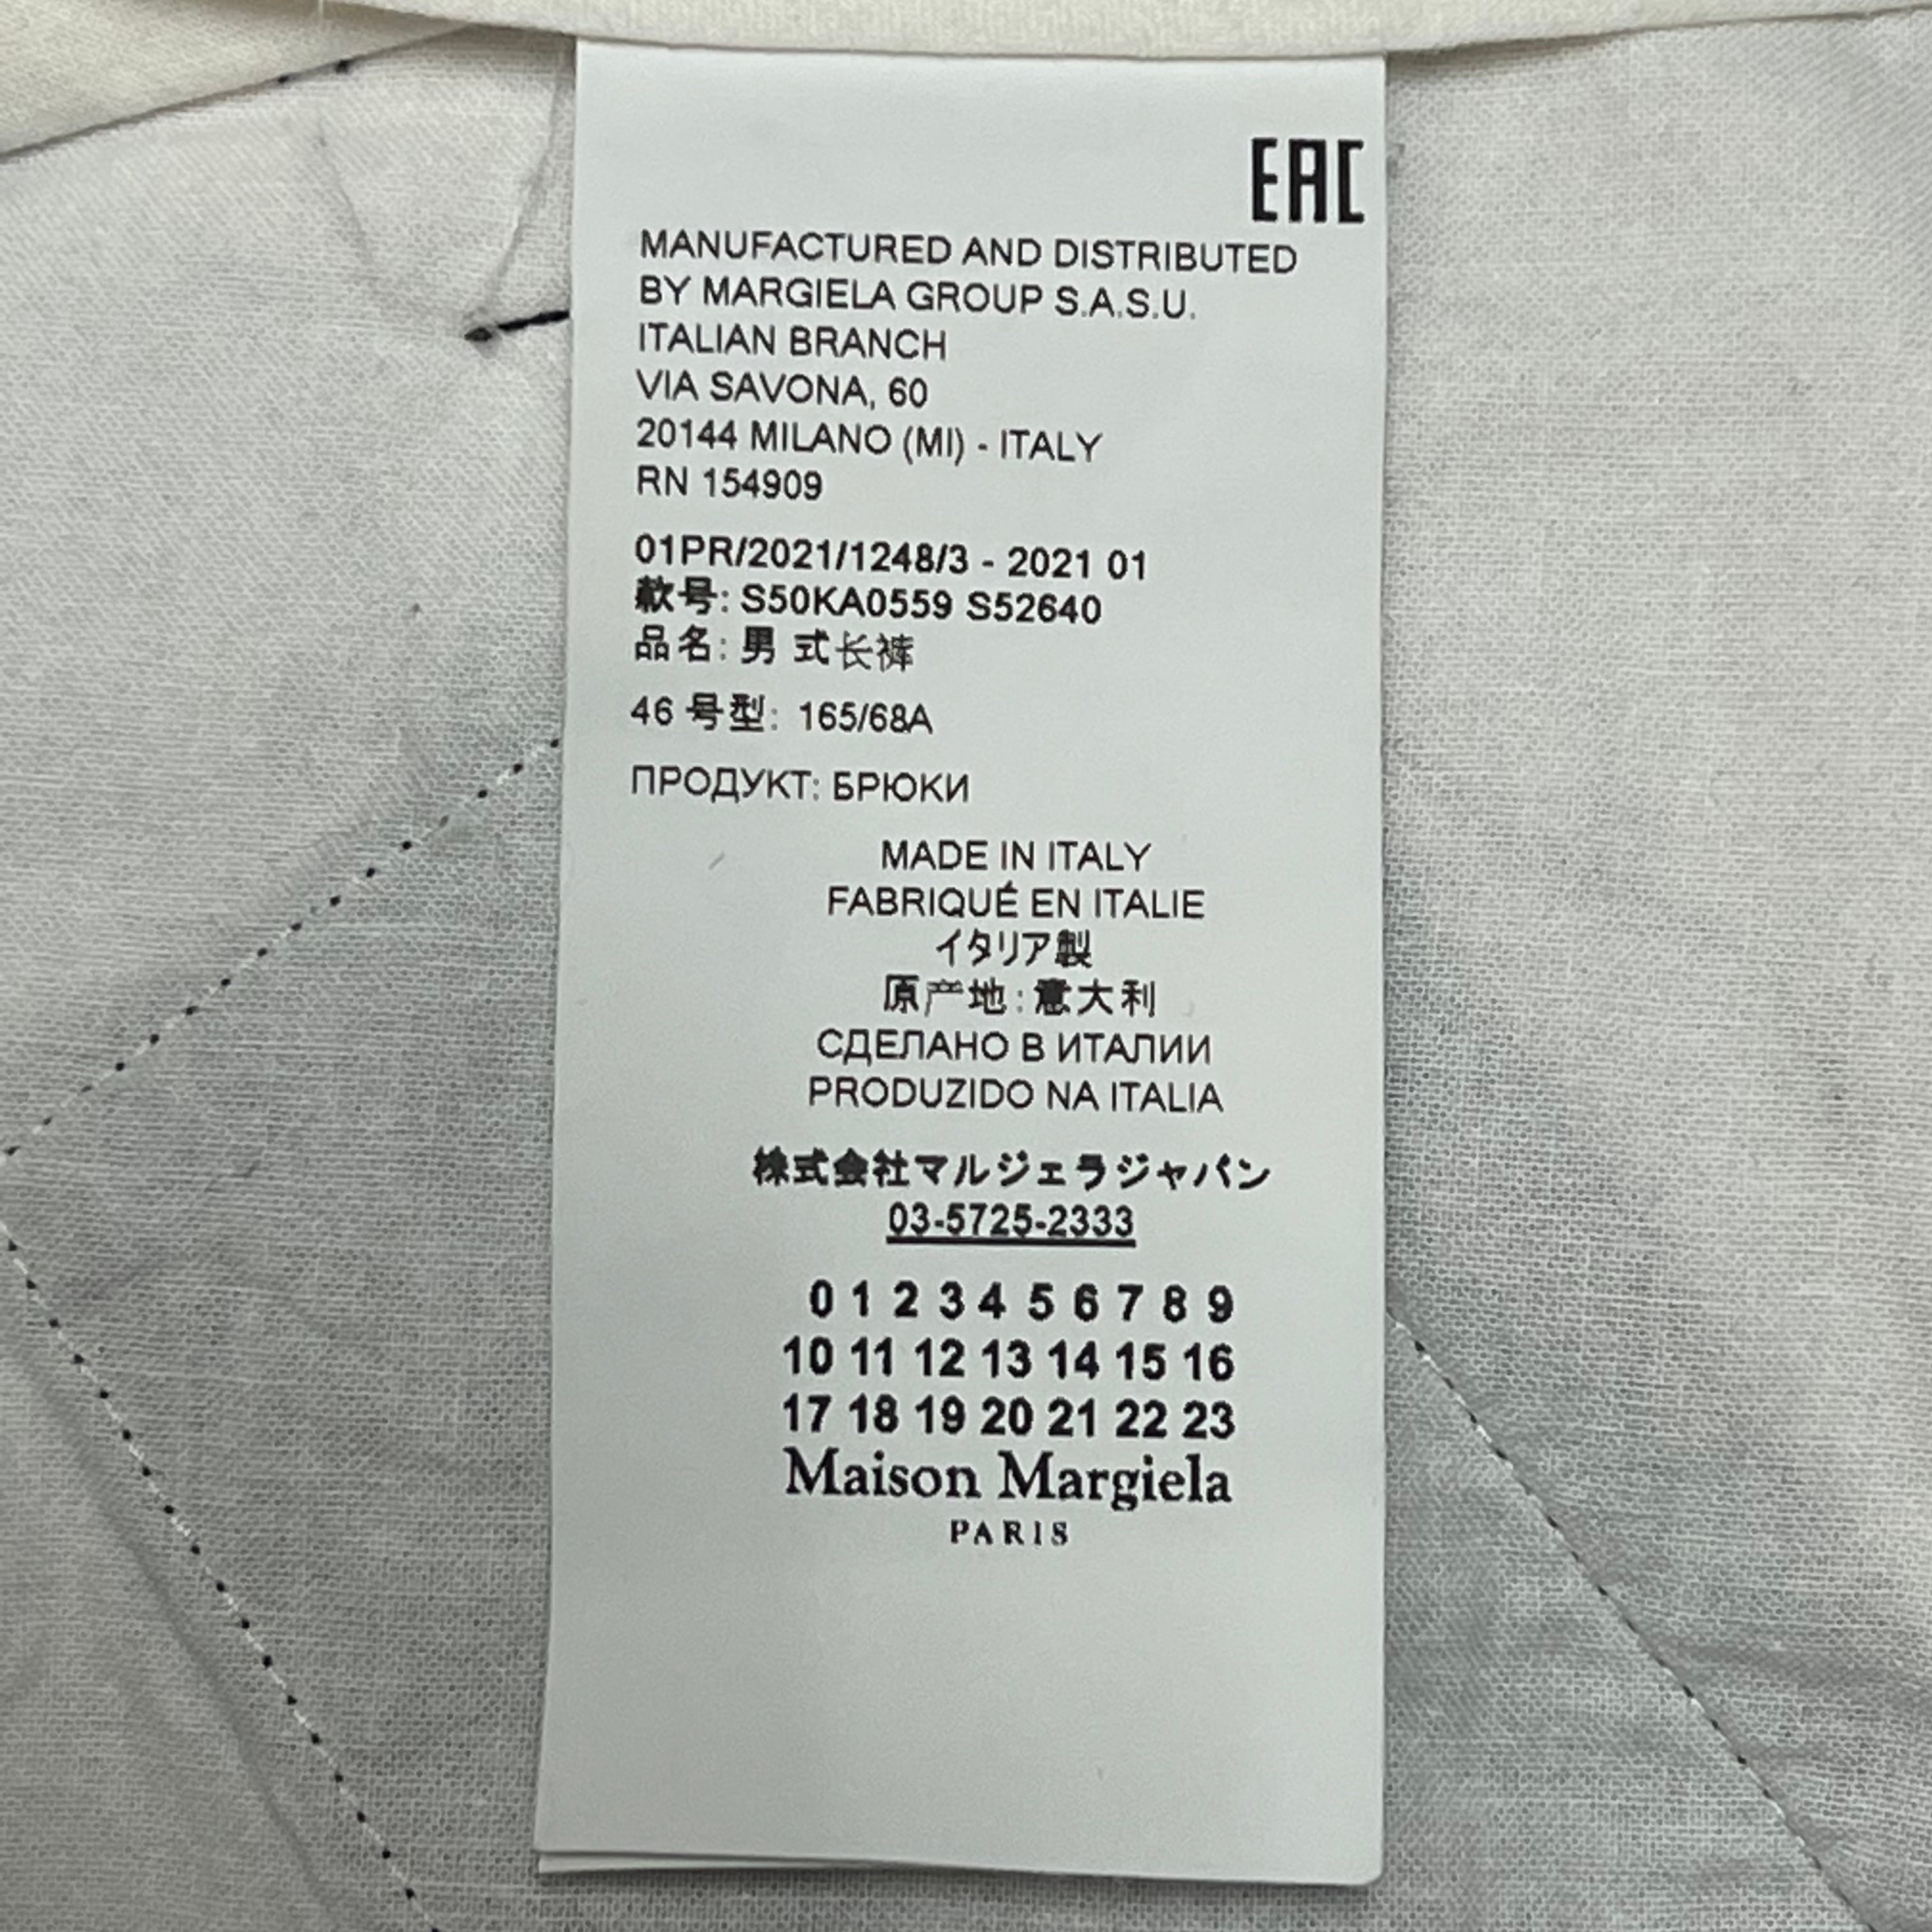 EAC
MANUFACTURED AND DISTRIBUTED
BY MARGIELA GROUP S.A.S.U.
ITALIAN BRANCH
VIA SAVONA, 60
20144 MILANO (MI) - ITALY
RN 154909
01PR/2021/1248/3 - 2021 01
款号: S50KA0559 S52640
品名: 男 式长裤
46 号型: 165/68A
ПРОДУКТ: БРЮКИ
MADE IN ITALY
FABRIQUÉ EN ITALIE
イタリア製
原产地: 意大利
СДЕЛАНО В ИТАЛИИ
PRODUZIDO NA ITALIA
株式会社マルジェラジャパン
03-5725-2333
0 1 2 3 4 5 6 7 8 9
10 11 12 13 14 15 16
17 18 19 20 21 22 23
Maison Margiela
PARIS